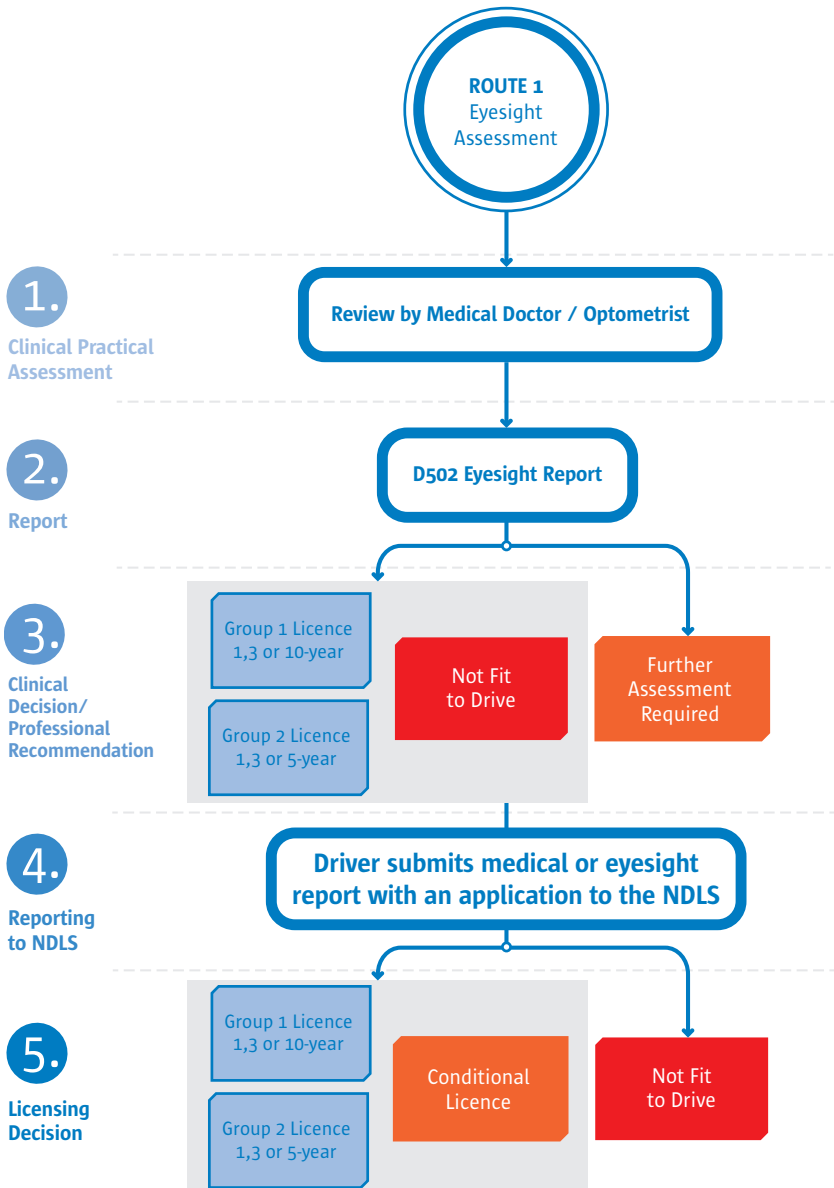 ROUTE 1
Eyesight
Assessment
1.
Clinical Practical
Assessment
Review by Medical Doctor / Optometrist
2.
Report
D502 Eyesight Report
3.
Clinical
Decision/
Professional
Recommendation
Group 1 Licence
1,3 or 10-year
Group 2 Licence
1,3 or 5-year
Not Fit
to Drive
Further
Assessment
Required
4.
Reporting
to NDLS
Driver submits medical or eyesight
report with an application to the NDLS
5.
Licensing
Decision
Group 1 Licence
1,3 or 10-year
Group 2 Licence
1,3 or 5-year
Conditional
Licence
Not Fit
to Drive